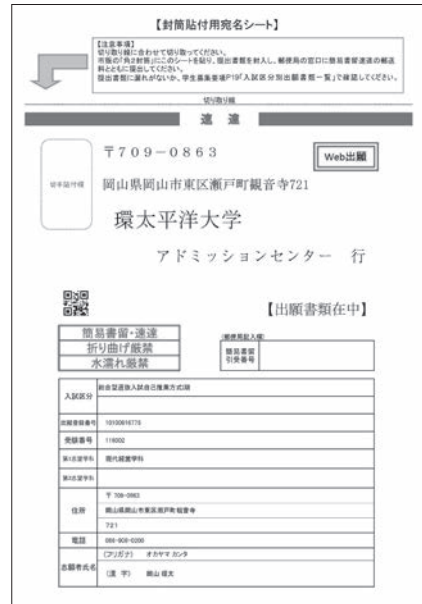 【封筒貼付用宛名シート】
【注意事項】
切り取り線に合わせて切り取ってください。
市販の「角2封筒」にこのシートを貼り、提出書類を封入し、郵便局の窓口に簡易書留速達の郵送
料とともに提出してください。
提出書類に漏れがないか、学生募集要項P19「入試区分別出願書類一覧」で確認してください。
切り取り線
速 達
〒709-0863
Web出願
切手貼付欄
岡山県岡山市東区瀬戸町観音寺721
環太平洋大学
アドミッションセンター 行
【出願書類在中】
簡易書留・速達
折り曲げ厳禁
水濡れ厳禁
(郵便局記入欄)
簡易書留
引受番号
入試区分
総合型選抜入試自己推薦方式I期
出願登録番号 10100616778
受験番号 116002
第1志望学科 現代経営学科
第2志望学科
住所
〒 709-0863
岡山県岡山市東区瀬戸町観音寺
721
電話 086-908-0200
志願者氏名
(フリガナ) オカヤマ カンタ
(漢 字) 岡山 環太